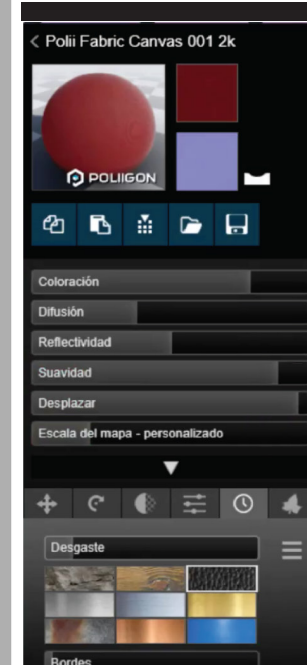 < Polii Fabric Canvas 001 2k
POLIIGON
Coloración
Difusión
Reflectividad
Suavidad
Desplazar
Escala del mapa - personalizado
Desgaste
Bordes